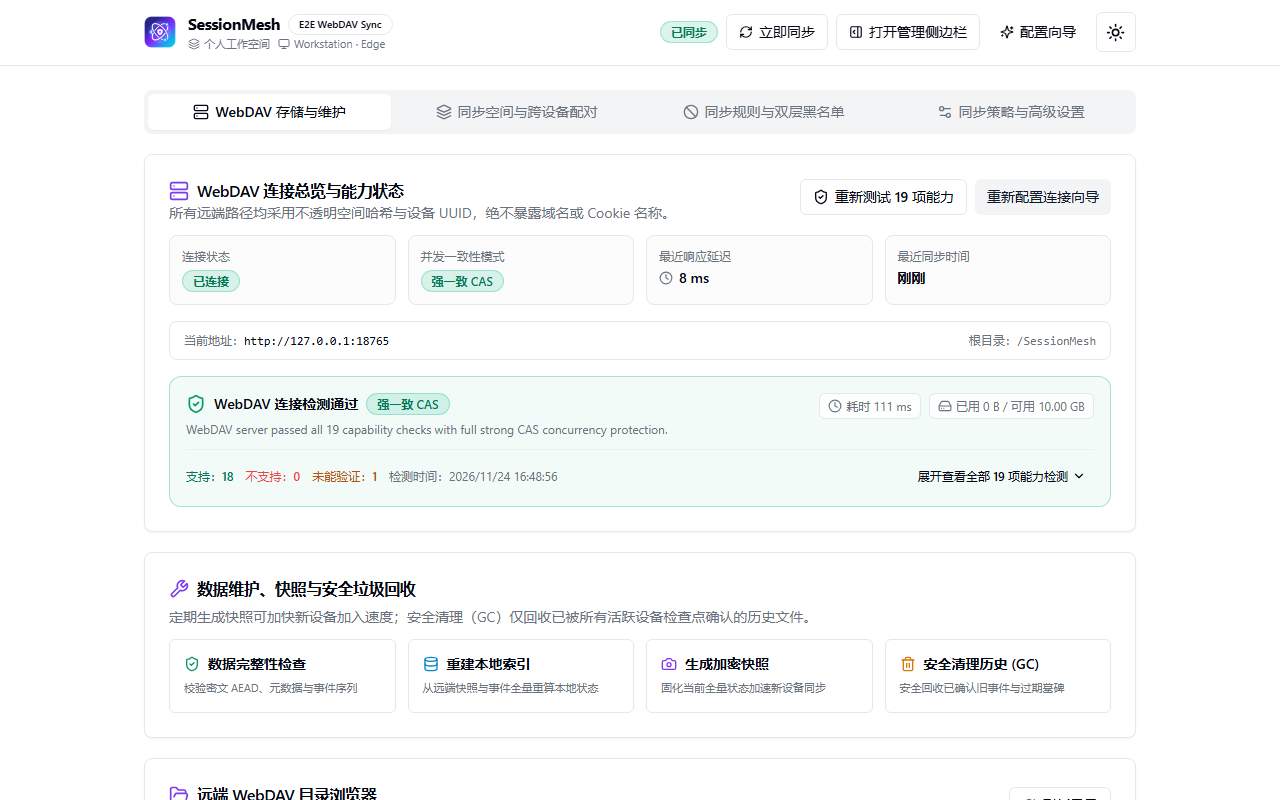 SessionMesh
E2E WebDAV Sync
个人工作空间
Workstation · Edge
已同步
立即同步
打开管理侧边栏
配置向导
WebDAV 存储与维护
同步空间与跨设备配对
同步规则与双层黑名单
同步策略与高级设置
WebDAV 连接总览与能力状态
所有远端路径均采用不透明空间哈希与设备 UUID，绝不暴露域名或 Cookie 名称。
重新测试 19 项能力
重新配置连接向导
连接状态
已连接
并发一致性模式
强一致 CAS
最近响应延迟
8 ms
最近同步时间
刚刚
当前地址: http://127.0.0.1:18765
根目录: /SessionMesh
WebDAV 连接检测通过
强一致 CAS
耗时 111 ms
已用 0 B / 可用 10.00 GB
WebDAV server passed all 19 capability checks with full strong CAS concurrency protection.
支持: 18
不支持: 0
未能验证: 1
检测时间: 2026/11/24 16:48:56
展开查看全部 19 项能力检测
数据维护、快照与安全垃圾回收
定期生成快照可加快新设备加入速度；安全清理（GC）仅回收已被所有活跃设备检查点确认的历史文件。
数据完整性检查
校验密文 AEAD、元数据与事件序列
重建本地索引
从远端快照与事件全量重算本地状态
生成加密快照
固化当前全量状态加速新设备同步
安全清理历史 (GC)
安全回收已确认旧事件与过期墓碑
远端 WebDAV 目录浏览器